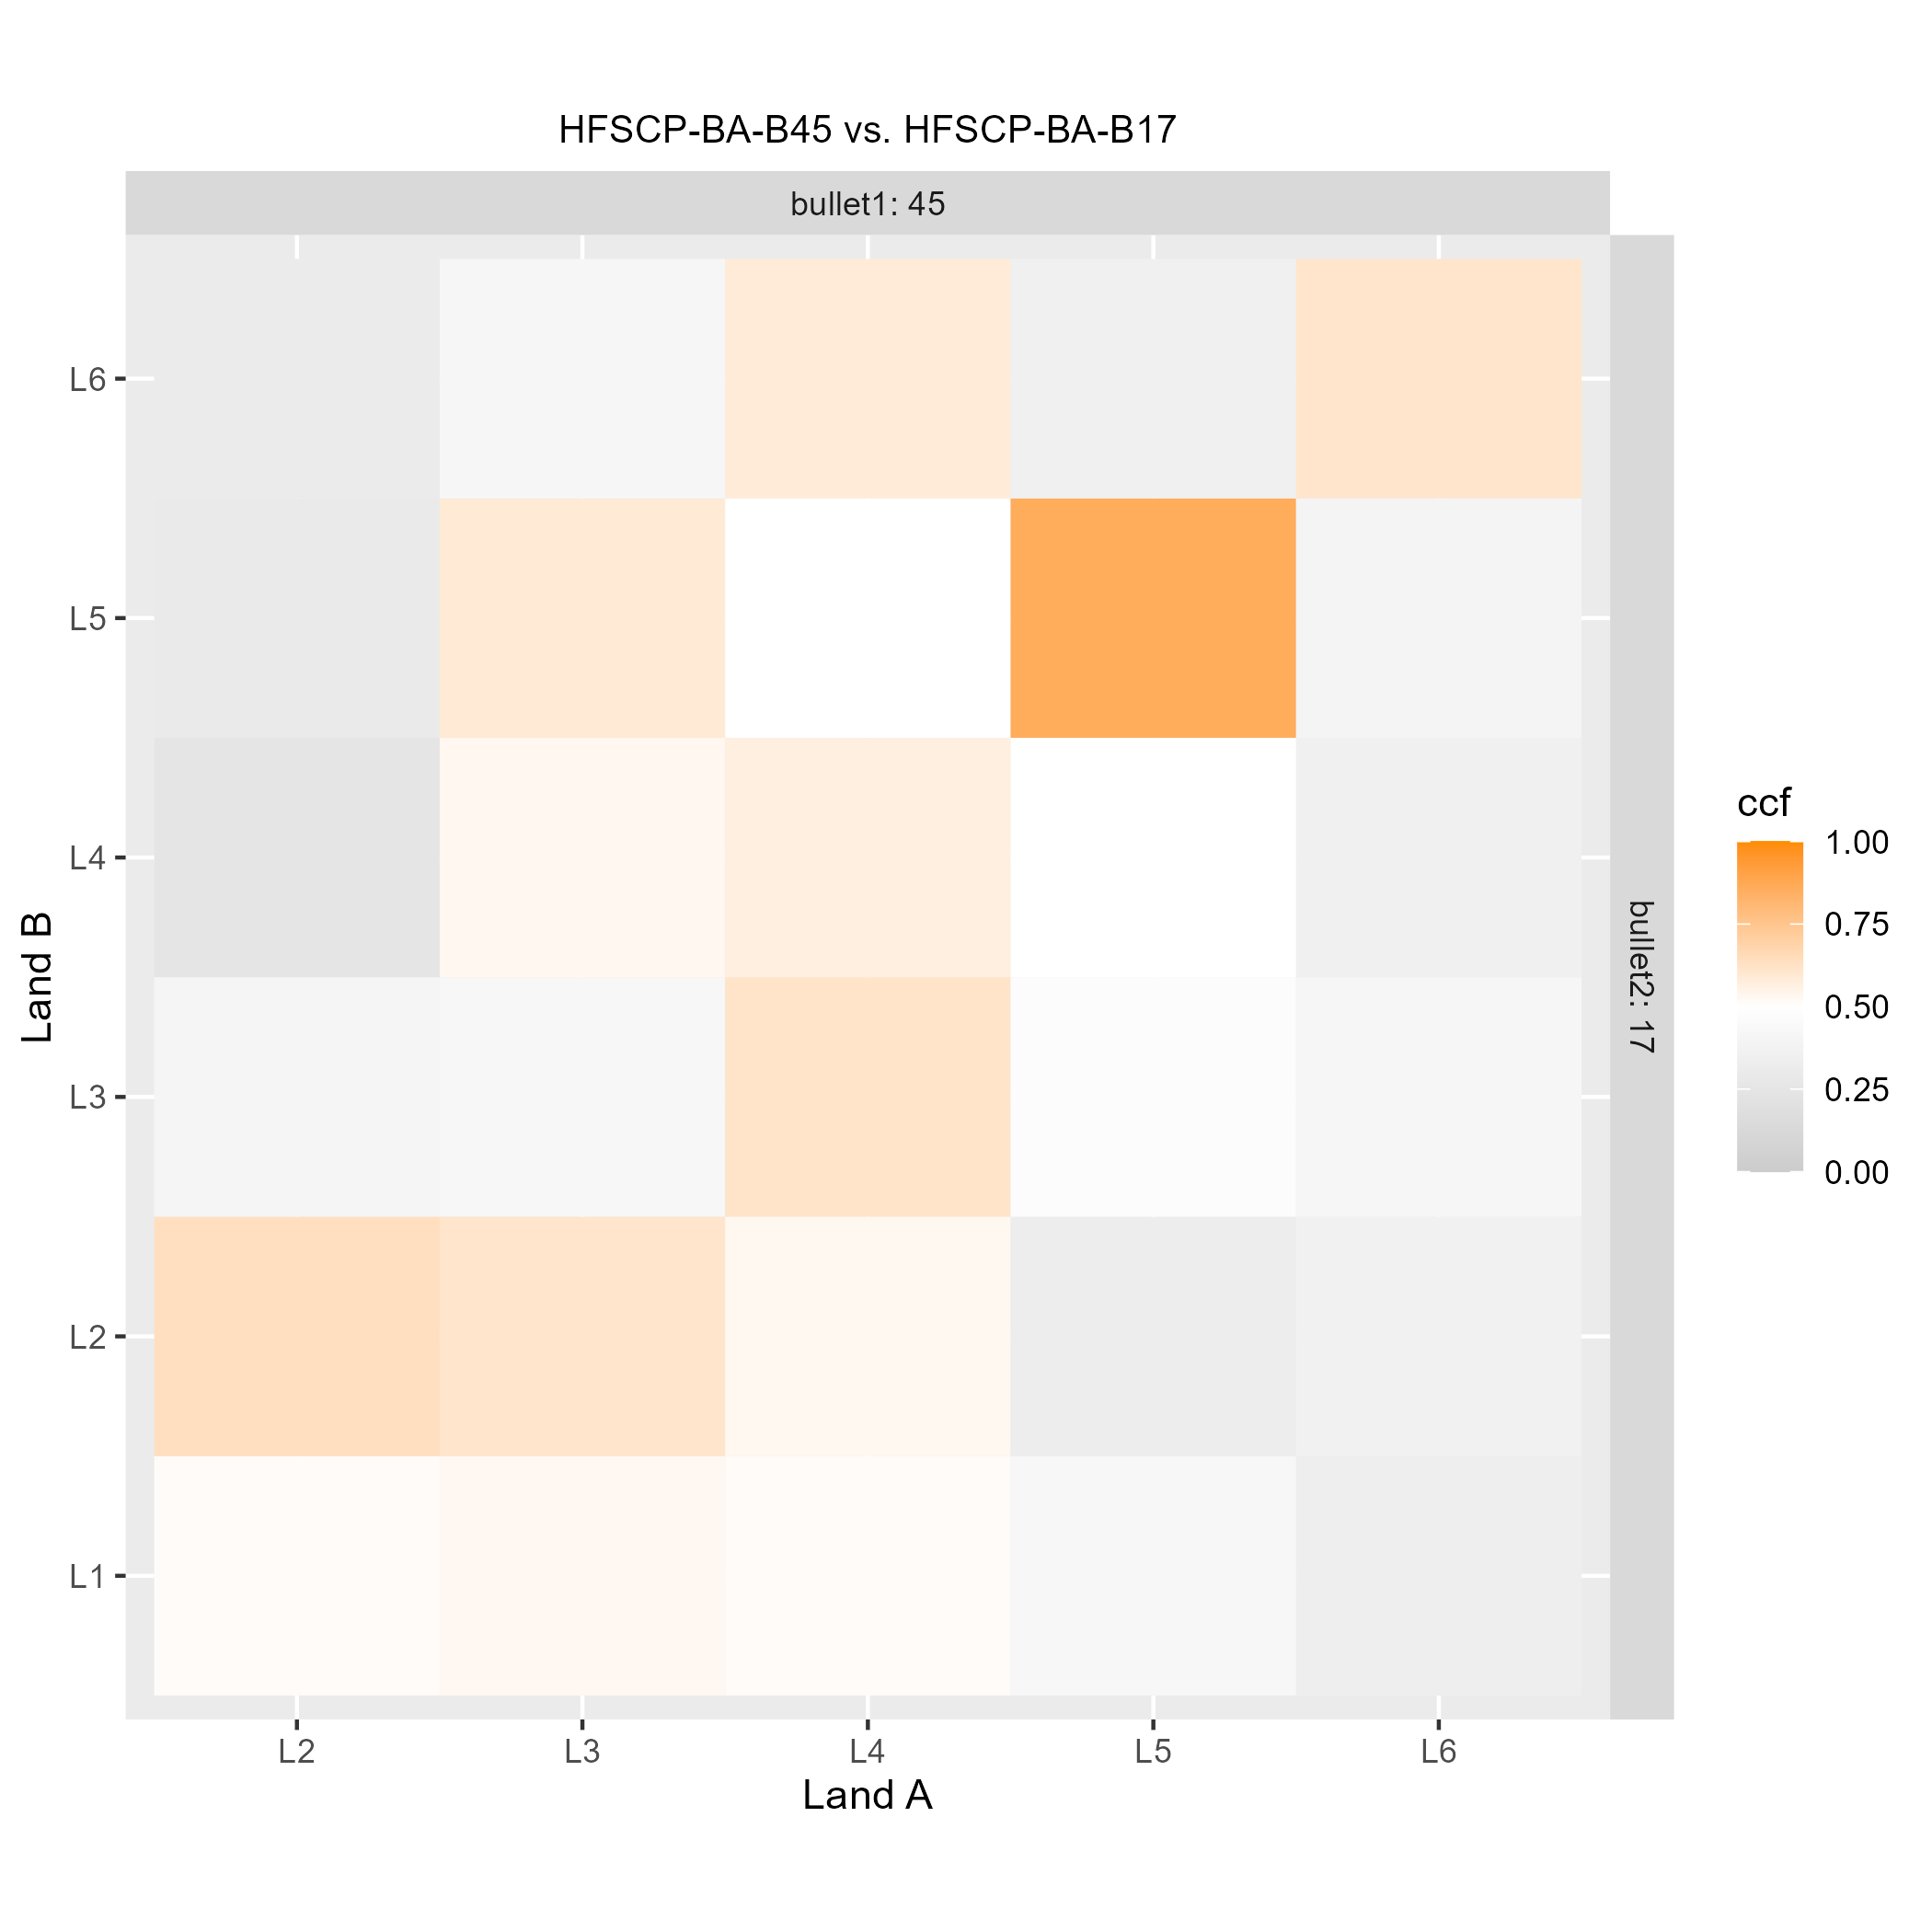 HFSCP-BA-B45 vs. HFSCP-BA-B17
bullet1: 45
L6
L5
L4
L3
L2
L1
Land B
bullet2: 17
L2
L3
L4
L5
L6
Land A
ccf
1.00
0.75
0.50
0.25
0.00